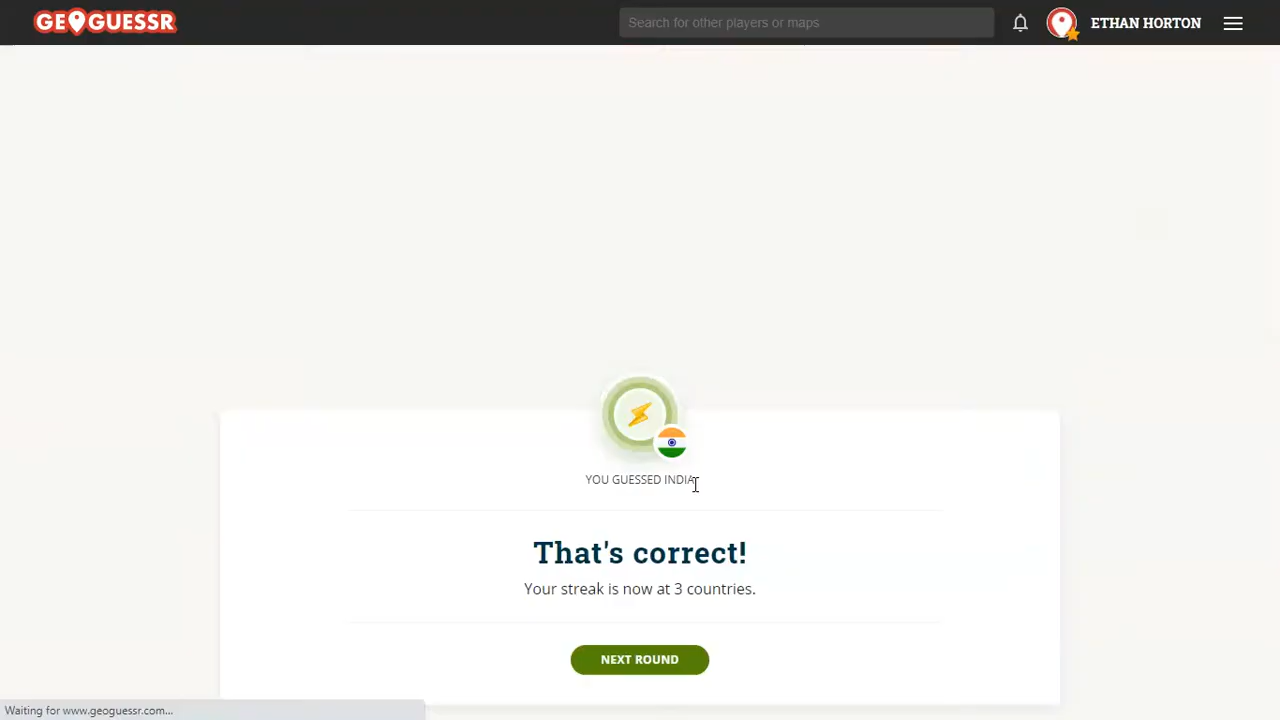 GEOGUESSR
Search for other players or maps
ETHAN HORTON
YOU GUESSED INDIA
That's correct!
Your streak is now at 3 countries.
NEXT ROUND
Waiting for www.geoguessr.com...